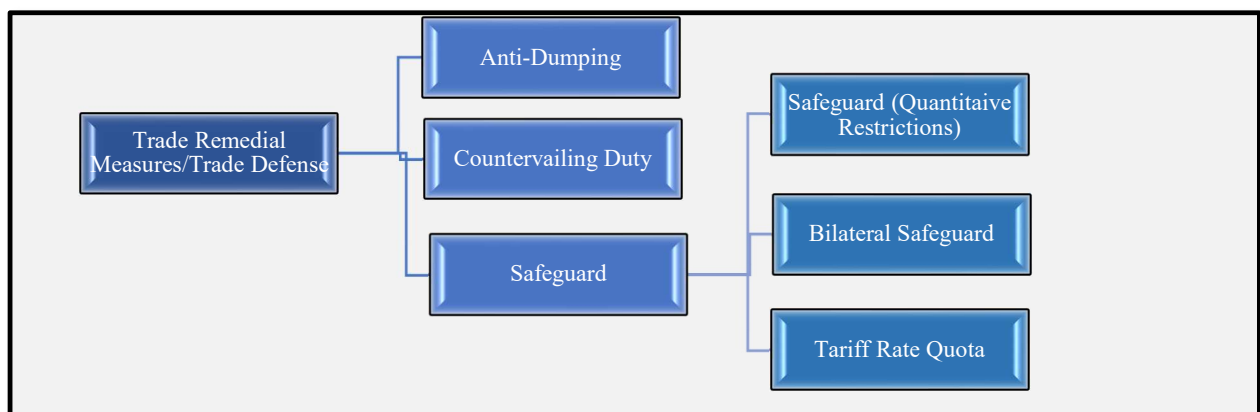 Trade Remedial
Measures/Trade Defense
Anti-Dumping
Countervailing Duty
Safeguard
Safeguard (Quantitaive
Restrictions)
Bilateral Safeguard
Tariff Rate Quota